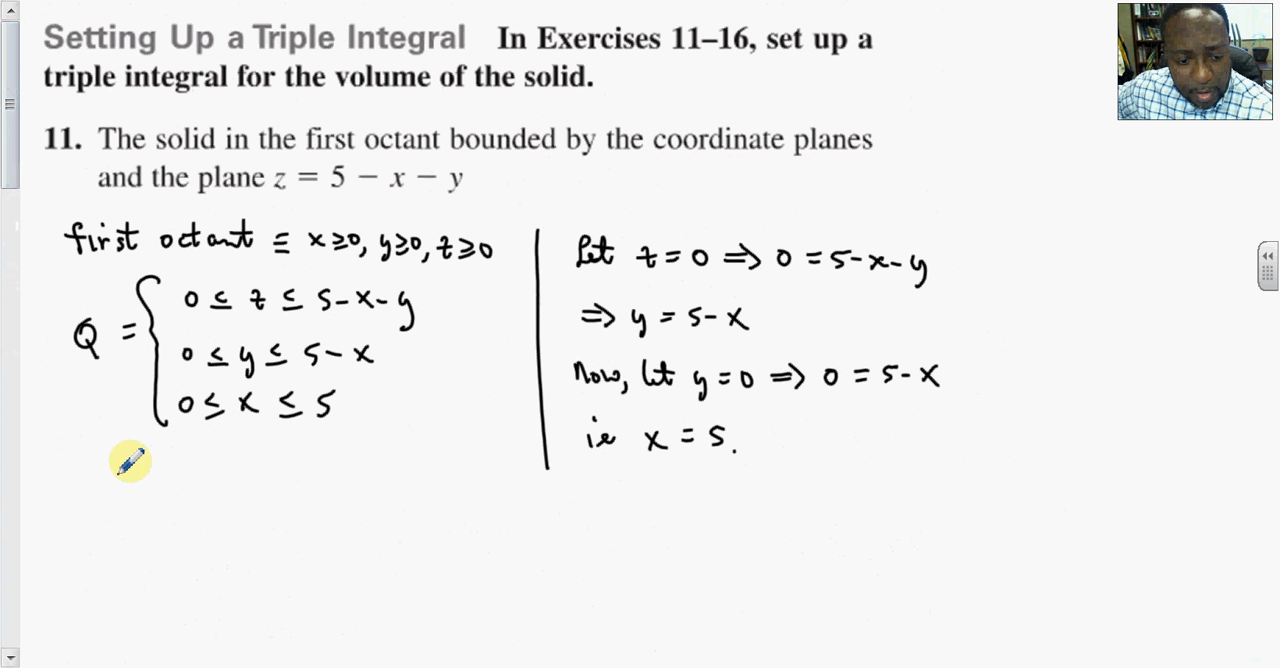 Setting Up a Triple Integral In Exercises 11–16, set up a
triple integral for the volume of the solid.
11. The solid in the first octant bounded by the coordinate planes
and the plane z = 5 − x − y
first octant ≡ x ≥ 0, y ≥ 0, z ≥ 0
Q = {
0 ≤ z ≤ 5 - x - y
0 ≤ y ≤ 5 - x
0 ≤ x ≤ 5
Let z = 0 ⇒ 0 = 5 - x - y
⇒ y = 5 - x
Now, let y = 0 ⇒ 0 = 5 - x
ie x = 5.